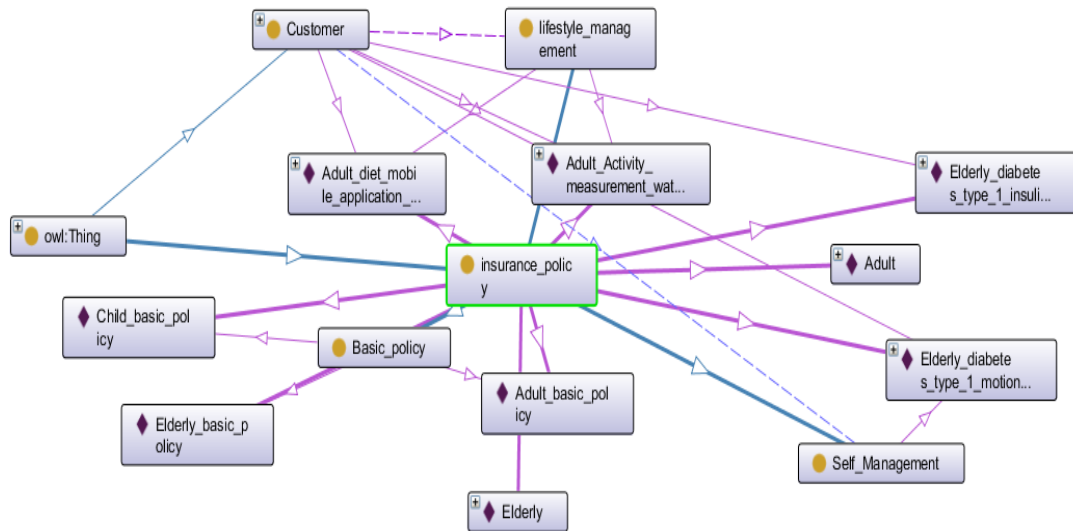 Customer
lifestyle_manag
ement
Adult_diet_mobi
le_application_...
Adult_Activity_
measurement_wat...
Elderly_diabete
s_type_1_insuli...
owl:Thing
insurance_polic
y
Adult
Child_basic_pol
icy
Basic_policy
Elderly_diabete
s_type_1_motion...
Adult_basic_pol
icy
Elderly_basic_p
olicy
Self_Management
Elderly